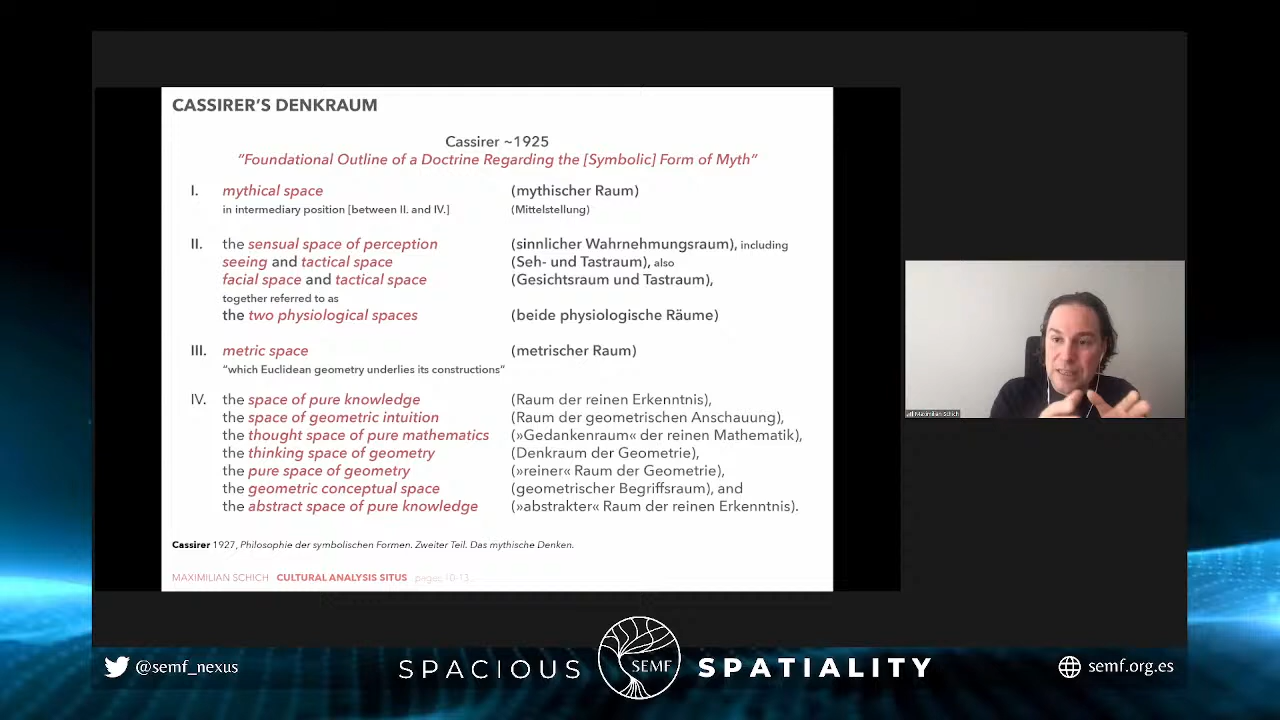 CASSIRER'S DENKRAUM
Cassirer ~1925
"Foundational Outline of a Doctrine Regarding the [Symbolic] Form of Myth"
I. mythical space (mythischer Raum)
in intermediary position [between II. and IV.] (Mittelstellung)
II. the sensual space of perception (sinnlicher Wahrnehmungsraum), including
seeing and tactical space (Seh- und Tastraum), also
facial space and tactical space (Gesichtsraum und Tastraum),
together referred to as
the two physiological spaces (beide physiologische Räume)
III. metric space (metrischer Raum)
"which Euclidean geometry underlies its constructions"
IV. the space of pure knowledge (Raum der reinen Erkenntnis),
the space of geometric intuition (Raum der geometrischen Anschauung),
the thought space of pure mathematics (»Gedankenraum« der reinen Mathematik),
the thinking space of geometry (Denkraum der Geometrie),
the pure space of geometry (»reiner« Raum der Geometrie),
the geometric conceptual space (geometrischer Begriffsraum), and
the abstract space of pure knowledge (»abstrakter« Raum der reinen Erkenntnis).
Cassirer 1927, Philosophie der symbolischen Formen. Zweiter Teil. Das mythische Denken.
MAXIMILIAN SCHICH CULTURAL ANALYSIS SITUS pages 10-13
Maximilian Schich
@semf_nexus
SPACIOUS SEMF SPATIALITY
semf.org.es